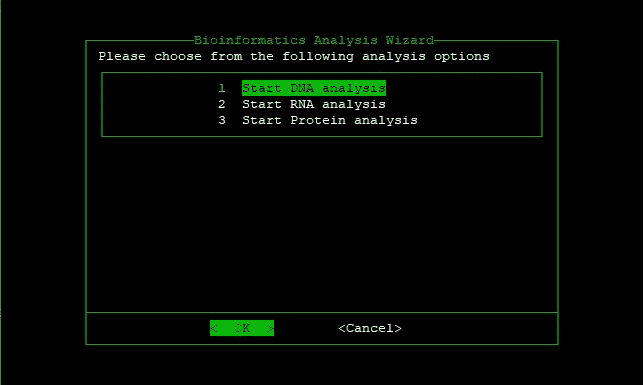 Bioinformatics Analysis Wizard
Please choose from the following analysis options
1 Start DNA analysis
2 Start RNA analysis
3 Start Protein analysis
< OK > <Cancel>